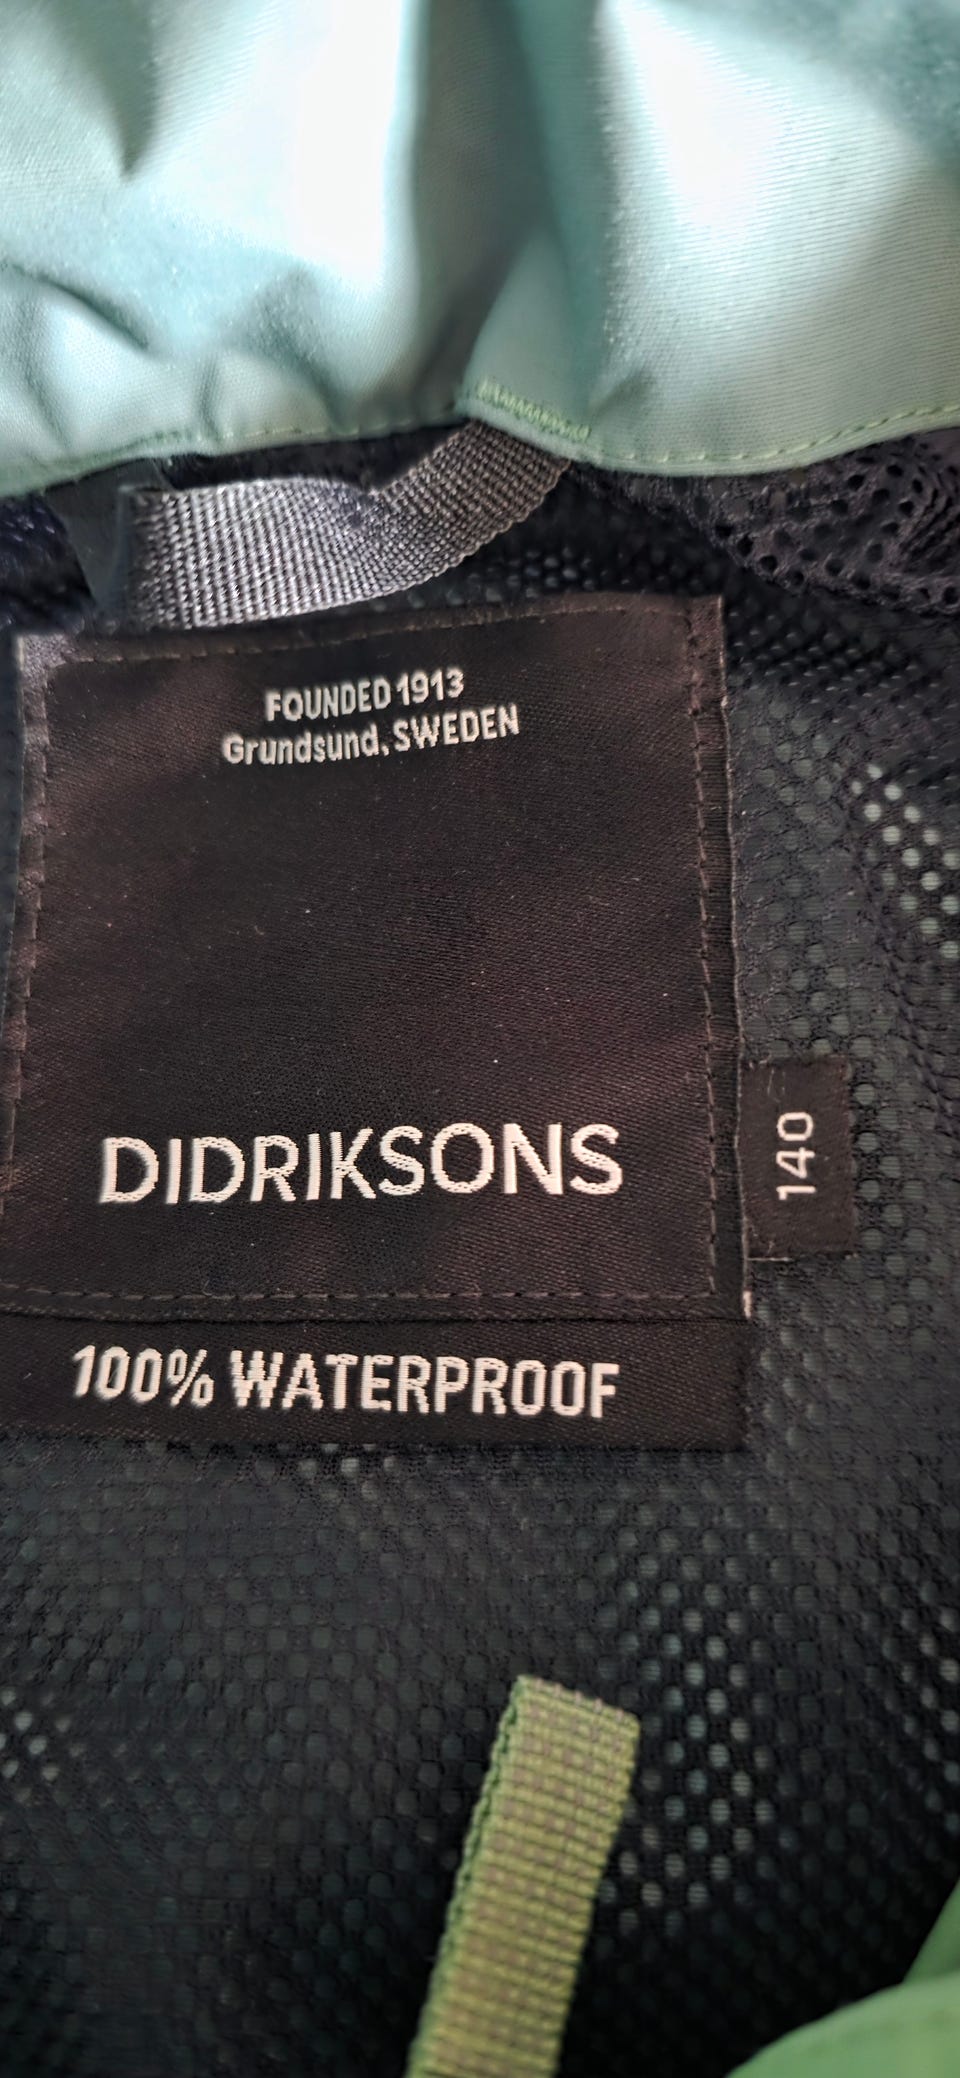 FOUNDED 1913
Grundsund, SWEDEN
DIDRIKSONS
140
100% WATERPROOF